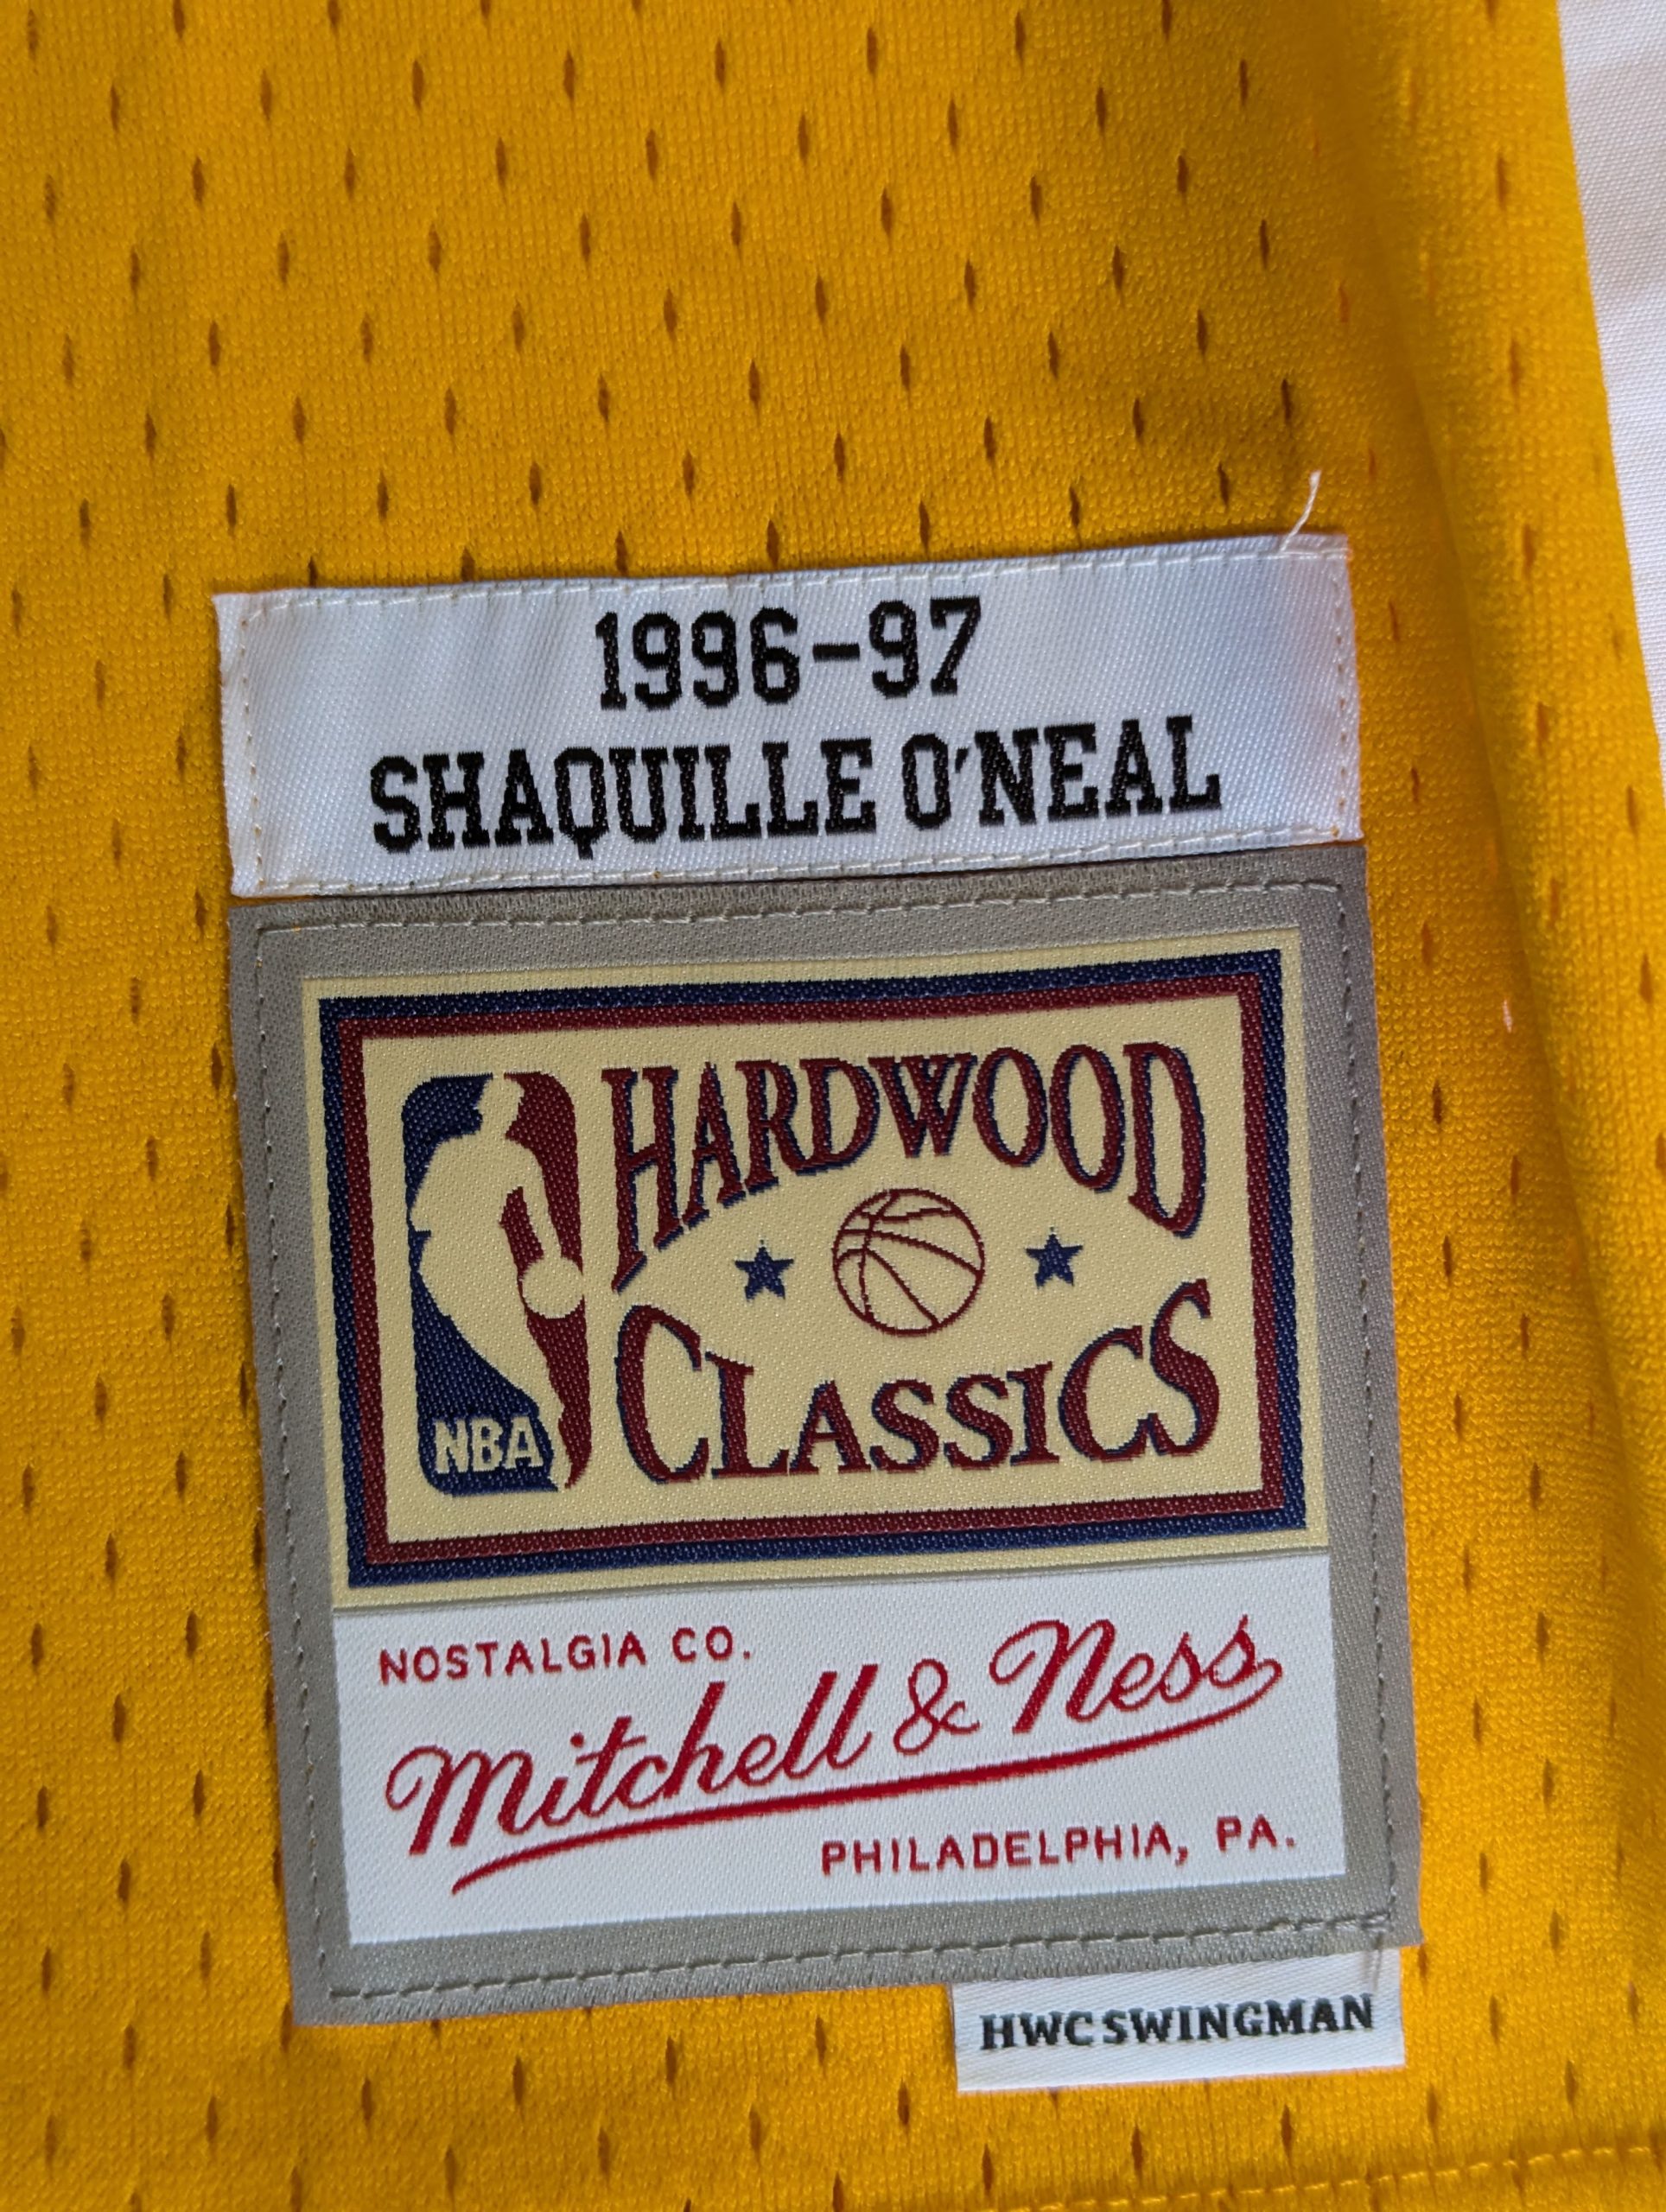 1996-97
SHAQUILLE O'NEAL
HARDWOOD
CLASSICS
NBA
NOSTALGIA CO.
Mitchell & Ness
PHILADELPHIA, PA.
HWC SWINGMAN